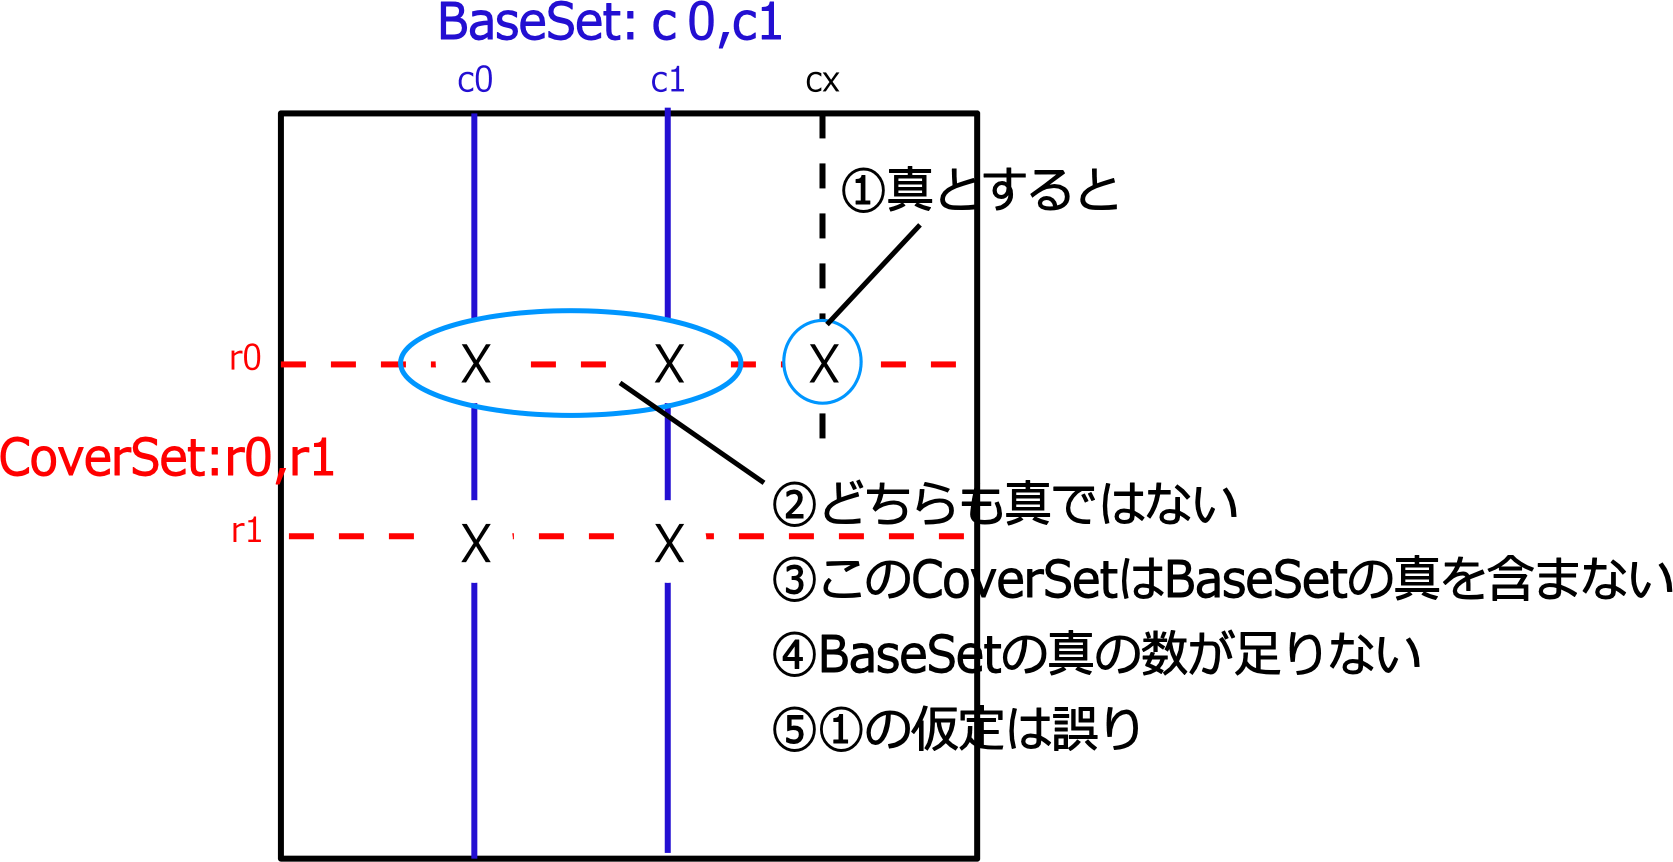 BaseSet: c 0,c1
c0 c1 cx
①真とすると
r0 X X X
CoverSet:r0,r1
②どちらも真ではない
r1 X X
③このCoverSetはBaseSetの真を含まない
④BaseSetの真の数が足りない
⑤①の仮定は誤り